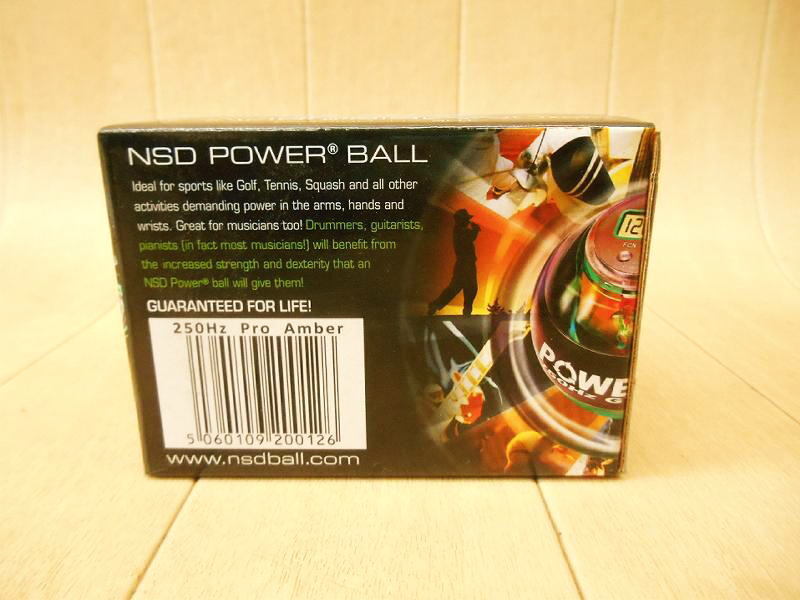 NSD POWER® BALL
Ideal for sports like Golf, Tennis, Squash and all other
activities demanding power in the arms, hands and
wrists. Great for musicians too! Drummers, guitarists,
pianists (in fact most musicians!) will benefit from
the increased strength and dexterity that an
NSD Power® ball will give them!
GUARANTEED FOR LIFE!
250Hz Pro Amber
5 060109 200126
www.nsdball.com
12
FCN
POWE